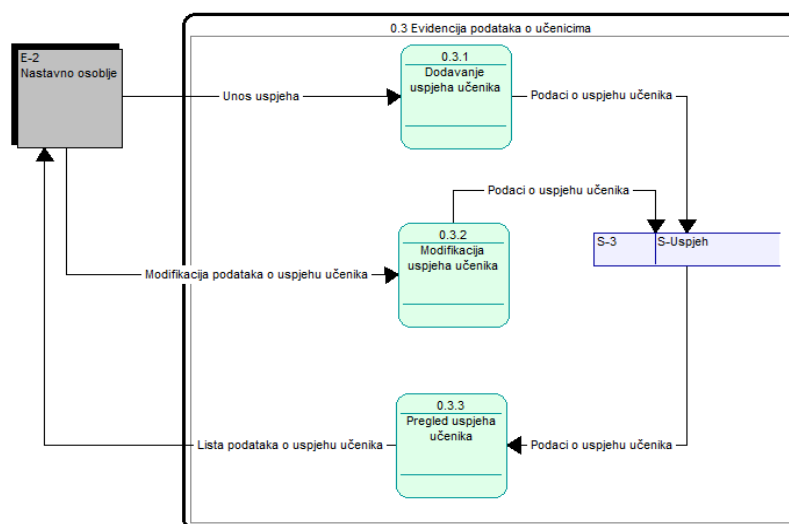 0.3 Evidencija podataka o učenicima
E-2
Nastavno osoblje
0.3.1
Dodavanje
uspjeha učenika
Unos uspjeha
Podaci o uspjehu učenika
Podaci o uspjehu učenika
0.3.2
Modifikacija
uspjeha učenika
S-3
S-Uspjeh
Modifikacija podataka o uspjehu učenika
0.3.3
Pregled uspjeha
učenika
Lista podataka o uspjehu učenika
Podaci o uspjehu učenika